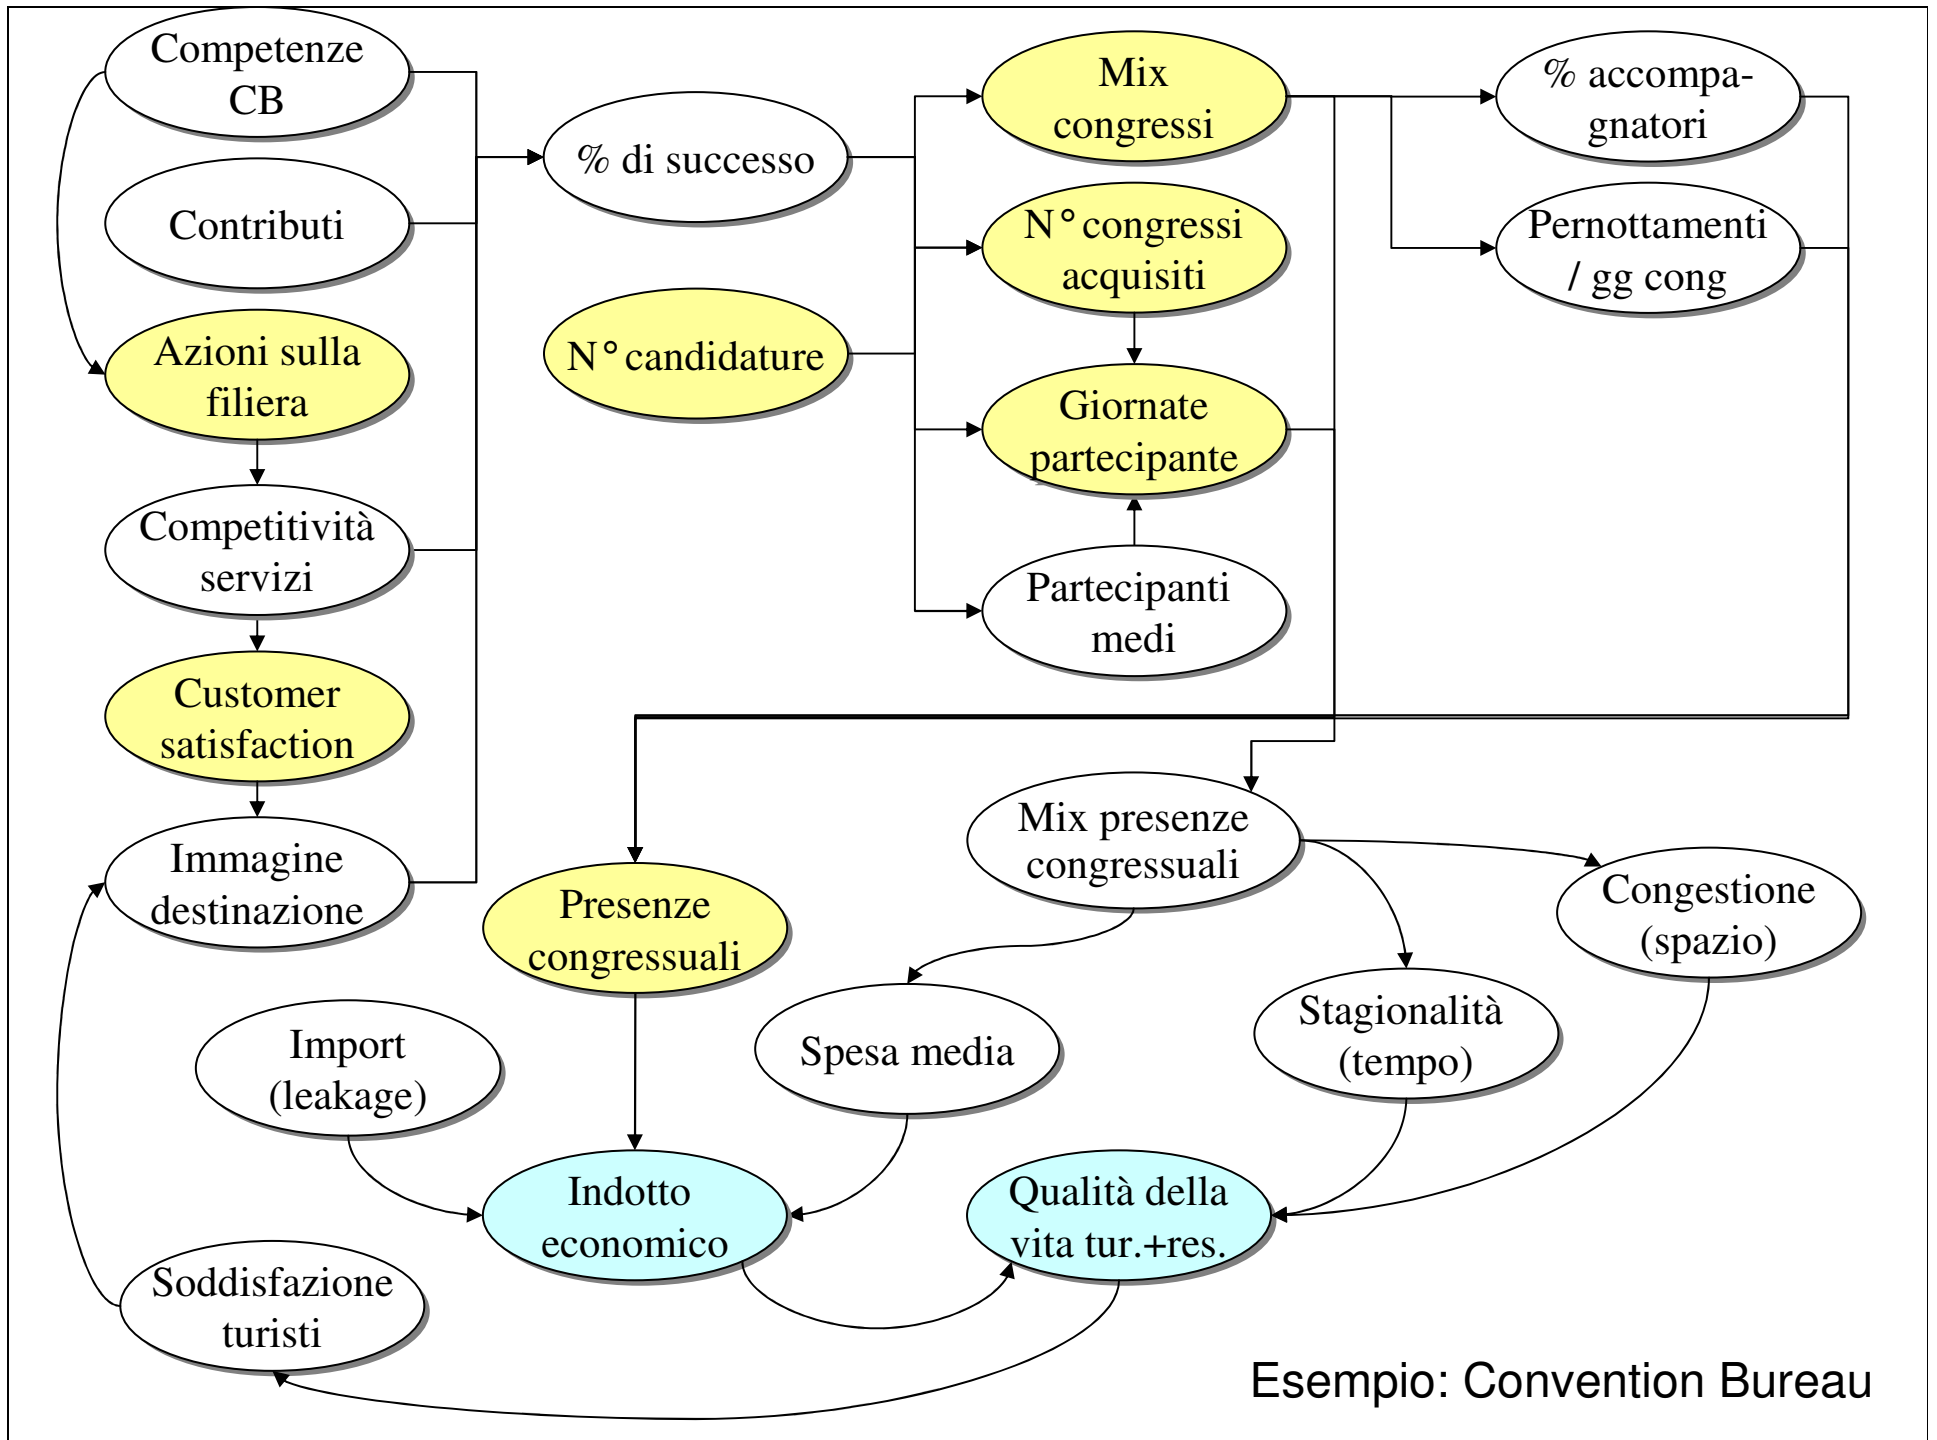 Competenze
CB
Contributi
Azioni sulla
filiera
Competitività
servizi
Customer
satisfaction
Immagine
destinazione
% di successo
N° candidature
Mix
congressi
N° congressi
acquisiti
Giornate
partecipante
Partecipanti
medi
% accompa-
gnatori
Pernottamenti
/ gg cong
Presenze
congressuali
Mix presenze
congressuali
Congestione
(spazio)
Stagionalità
(tempo)
Spesa media
Import
(leakage)
Indotto
economico
Qualità della
vita tur.+res.
Soddisfazione
turisti
Esempio: Convention Bureau